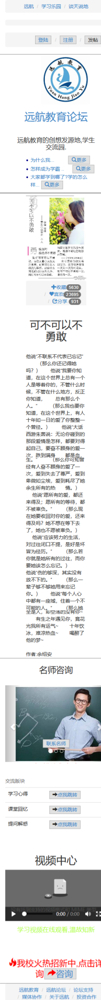 远航 / 学习乐园 / 谈天说地
登陆 / 注册 / 发帖
远航教育
Yuan Hang Jiao Yu
远航教育论坛
远航教育的创想发源地,学生
交流园.
为什么我... 更多
怎样成为学霸 .. 更多
大家都学到哪了?学的怎么
样... 更多
可不可以不勇敢
收藏 5630
/ 喜欢 23695
/ 分享 931
可不可以不
勇敢
他说“不联系不代表已忘记”
(那么你还记得她
吗? ) 他说“我要你知
道，在这个世界上总有一个
人是等着你的，不管什么时
候，不管在什么地方，反正
你知道， 总有那么个
人。” (那么我也要你
知道，在这个世界上，有人
十年如一日的爱了你整整一
个曾经。) 他说“大话
西游朱茵说：无论你碰到的
那段爱情是怎样，都要对得
起自己，要奋不顾身的爱一
次，跌到满身 都是血，
生。” (那么你可知曾
经有人奋不顾身的爱了一
次，爱到失去了尊严，爱到
卑微如尘埃，爱到耗尽了她
余生所有的热 情。)
他说“愿所有的爱，都还
来得及；愿所有的等待，都
不被辜负。” (那么现
在她要收回对你的爱，还来
得及吗？她不想在等下去
了，她也不愿被辜负。)
他说“应该努力的生活，
对过往闭口不提，是好是坏
皆为经历。” (那么若
你就是她所有的过往，而你
要她该怎么忘记。)
他说“伤的够深，其实没有
放不下的。” (那么一
辈子够不够她用来忘记
你。) 他说“每个人心
中都有一座城，住着一个不
可能的人。” (那么她
全是人，却空荡的没有你~
有生之年遇见你，竟花
光我所有运气~ 十年饮
冰，难凉热血~ 喝醉了
他的梦~
作者:余绍安
名师咨询
联系名师
交流版块
学习心得 点我跳转
课堂回忆 点我跳转
提问解惑 点我跳转
视频中心
0:00 / 0:00
学习视频在线观看,温故知新
我校火热招新中,点击详
询 咨询
远航教育 / 远航论坛 / 论坛支持
/ 媒体协作 / 关于远航 / 投资合作